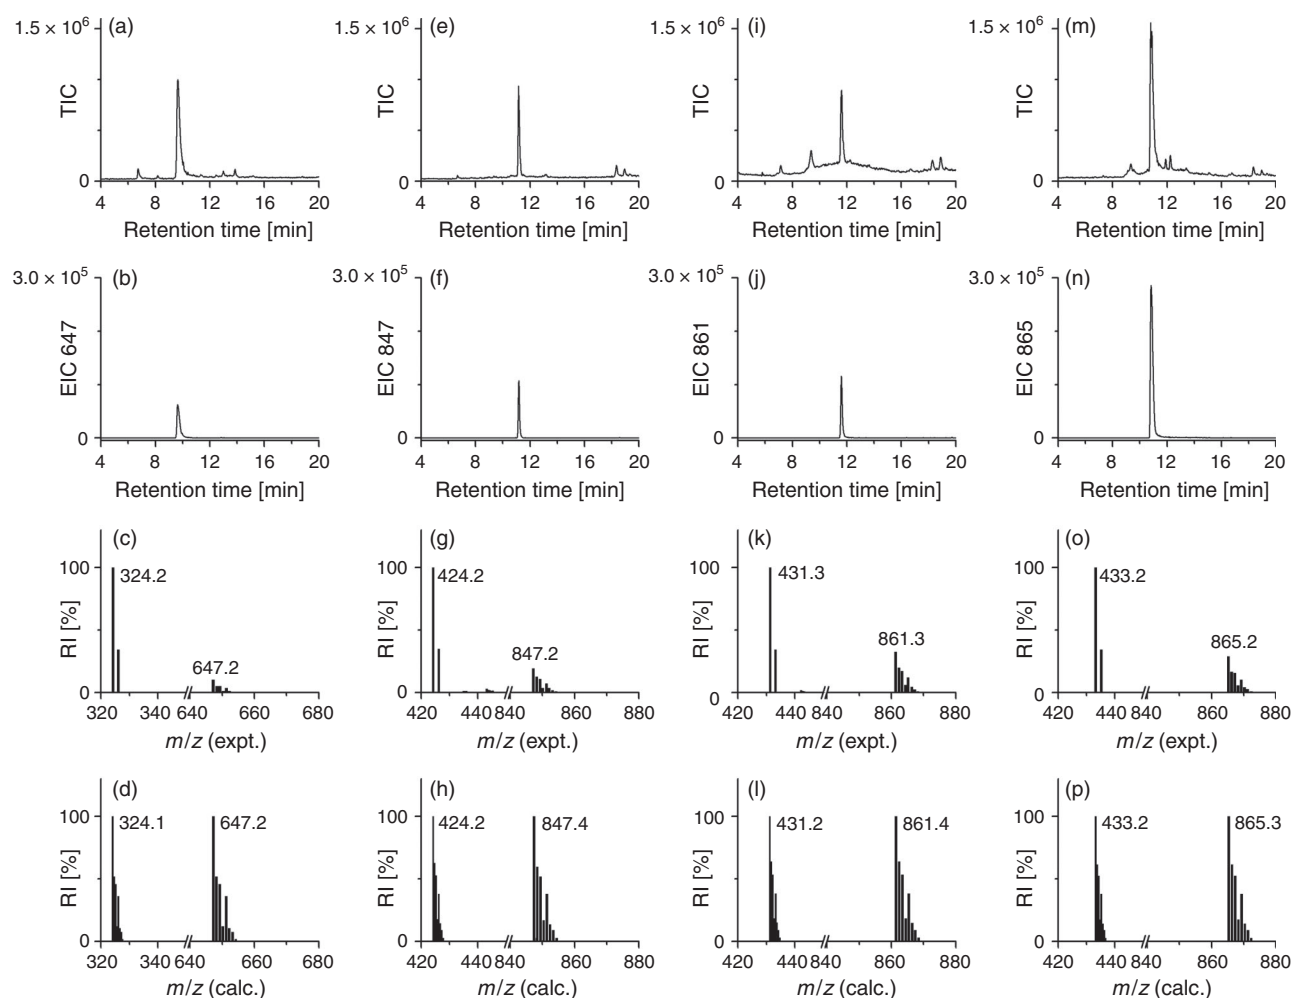 (a) (e) (i) (m)
1.5 × 10⁶ 1.5 × 10⁶ 1.5 × 10⁶ 1.5 × 10⁶
TIC TIC TIC TIC
0 0 0 0
4 8 12 16 20 4 8 12 16 20 4 8 12 16 20 4 8 12 16 20
Retention time [min] Retention time [min] Retention time [min] Retention time [min]
(b) (f) (j) (n)
3.0 × 10⁵ 3.0 × 10⁵ 3.0 × 10⁵ 3.0 × 10⁵
EIC 647 EIC 847 EIC 861 EIC 865
0 0 0 0
4 8 12 16 20 4 8 12 16 20 4 8 12 16 20 4 8 12 16 20
Retention time [min] Retention time [min] Retention time [min] Retention time [min]
(c) (g) (k) (o)
100 324.2 100 424.2 100 431.3 100 433.2
RI [%] RI [%] RI [%] RI [%]
647.2 847.2 861.3 865.2
0 0 0 0
320 340 640 660 680 420 440 840 860 880 420 440 840 860 880 420 440 840 860 880
m/z (expt.) m/z (expt.) m/z (expt.) m/z (expt.)
(d) (h) (l) (p)
100 324.1 647.2 100 424.2 847.4 100 431.2 861.4 100 433.2 865.3
RI [%] RI [%] RI [%] RI [%]
0 0 0 0
320 340 640 660 680 420 440 840 860 880 420 440 840 860 880 420 440 840 860 880
m/z (calc.) m/z (calc.) m/z (calc.) m/z (calc.)